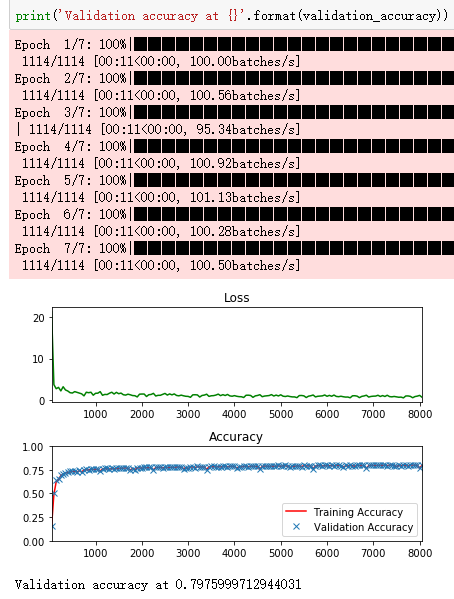 print('Validation accuracy at {}'.format(validation_accuracy))
Epoch  1/7: 100%|
1114/1114 [00:11<00:00, 100.00batches/s]
Epoch  2/7: 100%|
1114/1114 [00:11<00:00, 100.56batches/s]
Epoch  3/7: 100%|
| 1114/1114 [00:11<00:00, 95.34batches/s]
Epoch  4/7: 100%|
1114/1114 [00:11<00:00, 100.92batches/s]
Epoch  5/7: 100%|
1114/1114 [00:11<00:00, 101.13batches/s]
Epoch  6/7: 100%|
1114/1114 [00:11<00:00, 100.28batches/s]
Epoch  7/7: 100%|
1114/1114 [00:11<00:00, 100.50batches/s]
Loss
20
10
0
1000 2000 3000 4000 5000 6000 7000 8000
Accuracy
1.00
0.75
0.50
0.25
0.00
Training Accuracy
Validation Accuracy
1000 2000 3000 4000 5000 6000 7000 8000
Validation accuracy at 0.7975999712944031